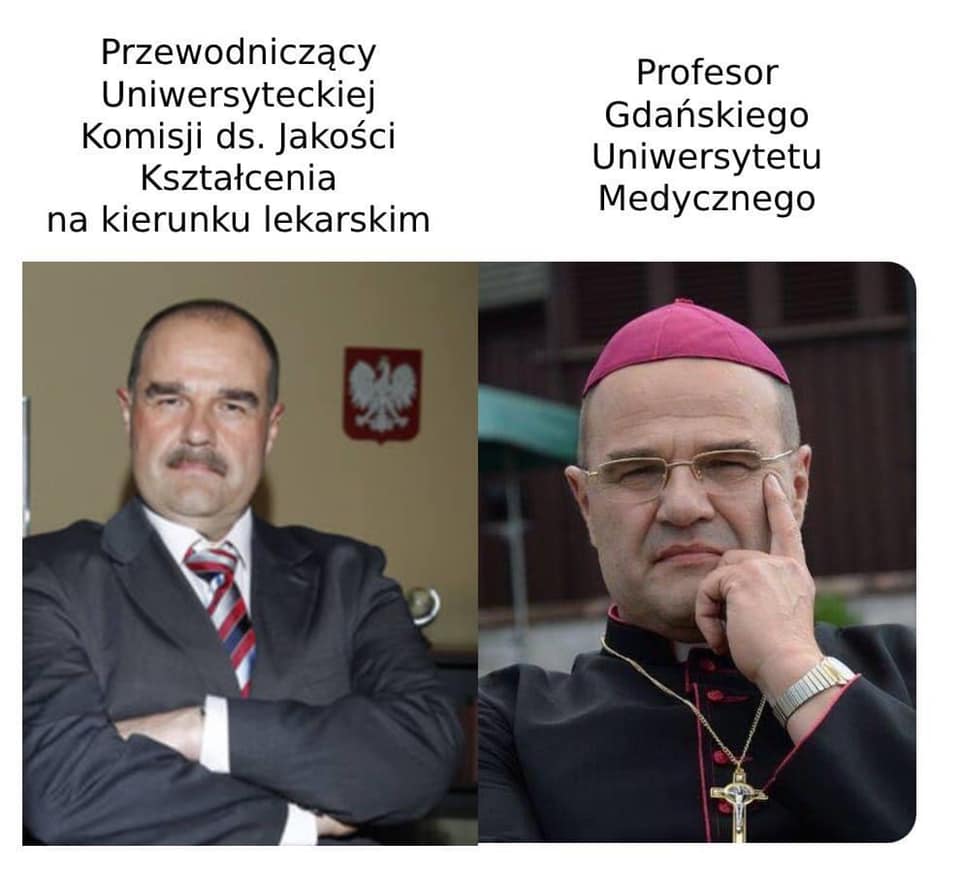 Przewodniczący
Uniwersyteckiej
Komisji ds. Jakości
Kształcenia
na kierunku lekarskim
Profesor
Gdańskiego
Uniwersytetu
Medycznego